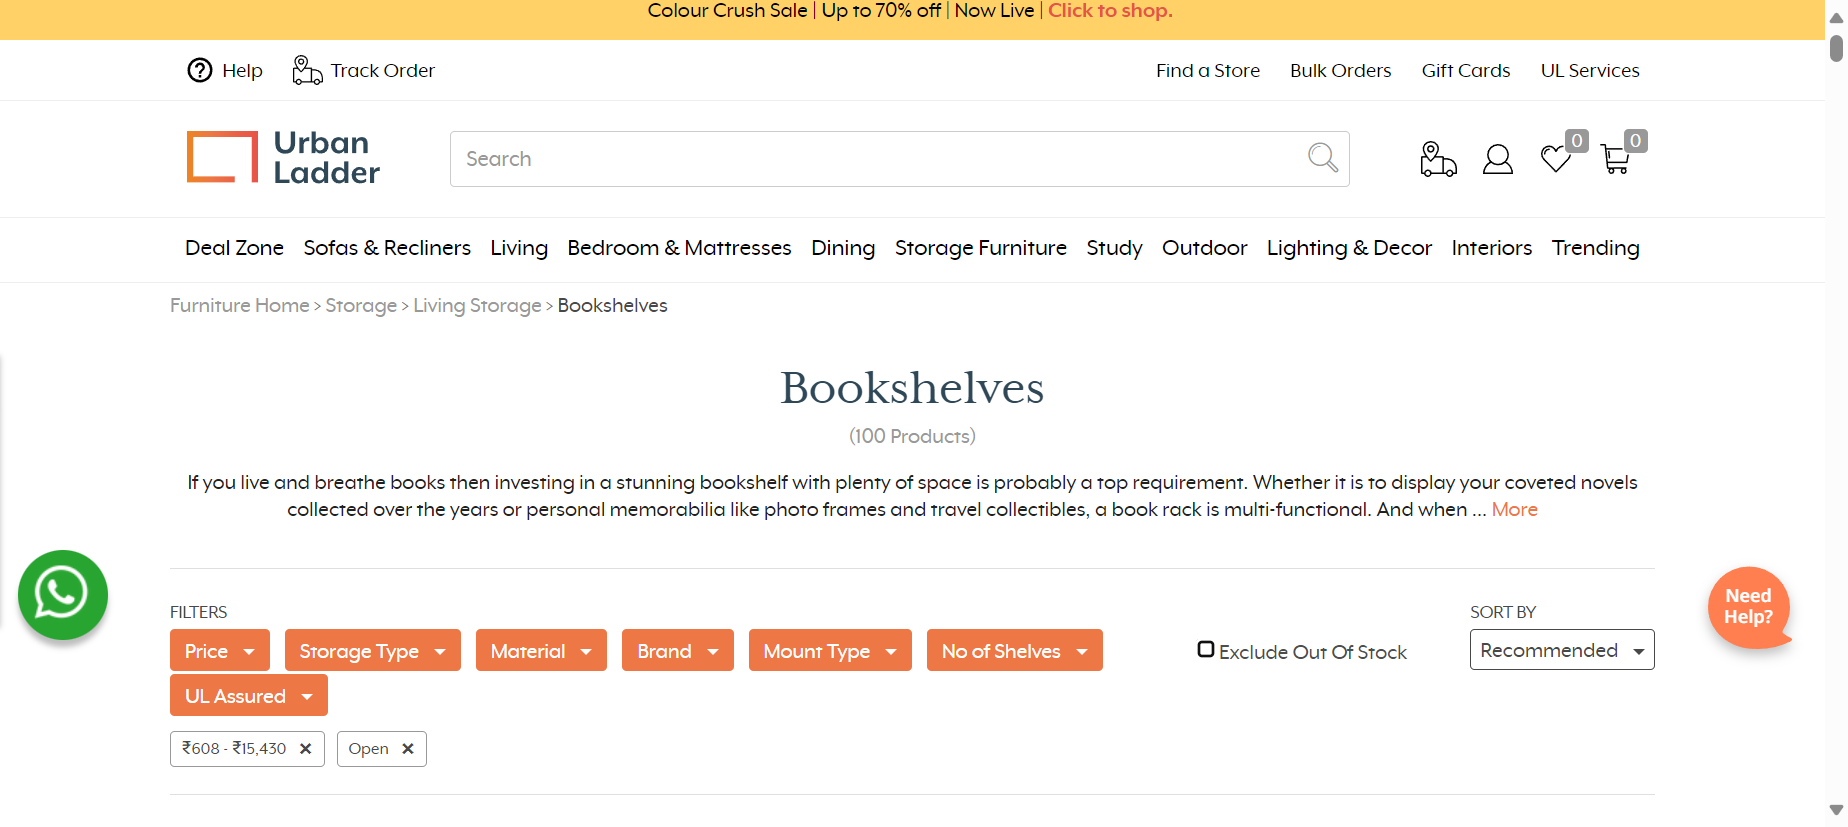 Colour Crush Sale | Up to 70% off | Now Live | Click to shop.
Help Track Order Find a Store Bulk Orders Gift Cards UL Services
Urban
Ladder
Search
0 0
Deal Zone Sofas & Recliners Living Bedroom & Mattresses Dining Storage Furniture Study Outdoor Lighting & Decor Interiors Trending
Furniture Home > Storage > Living Storage > Bookshelves
Bookshelves
(100 Products)
If you live and breathe books then investing in a stunning bookshelf with plenty of space is probably a top requirement. Whether it is to display your coveted novels
collected over the years or personal memorabilia like photo frames and travel collectibles, a book rack is multi-functional. And when ... More
Need
Help?
FILTERS SORT BY
Price Storage Type Material Brand Mount Type No of Shelves Exclude Out Of Stock Recommended
UL Assured
₹608 - ₹15,430 × Open ×